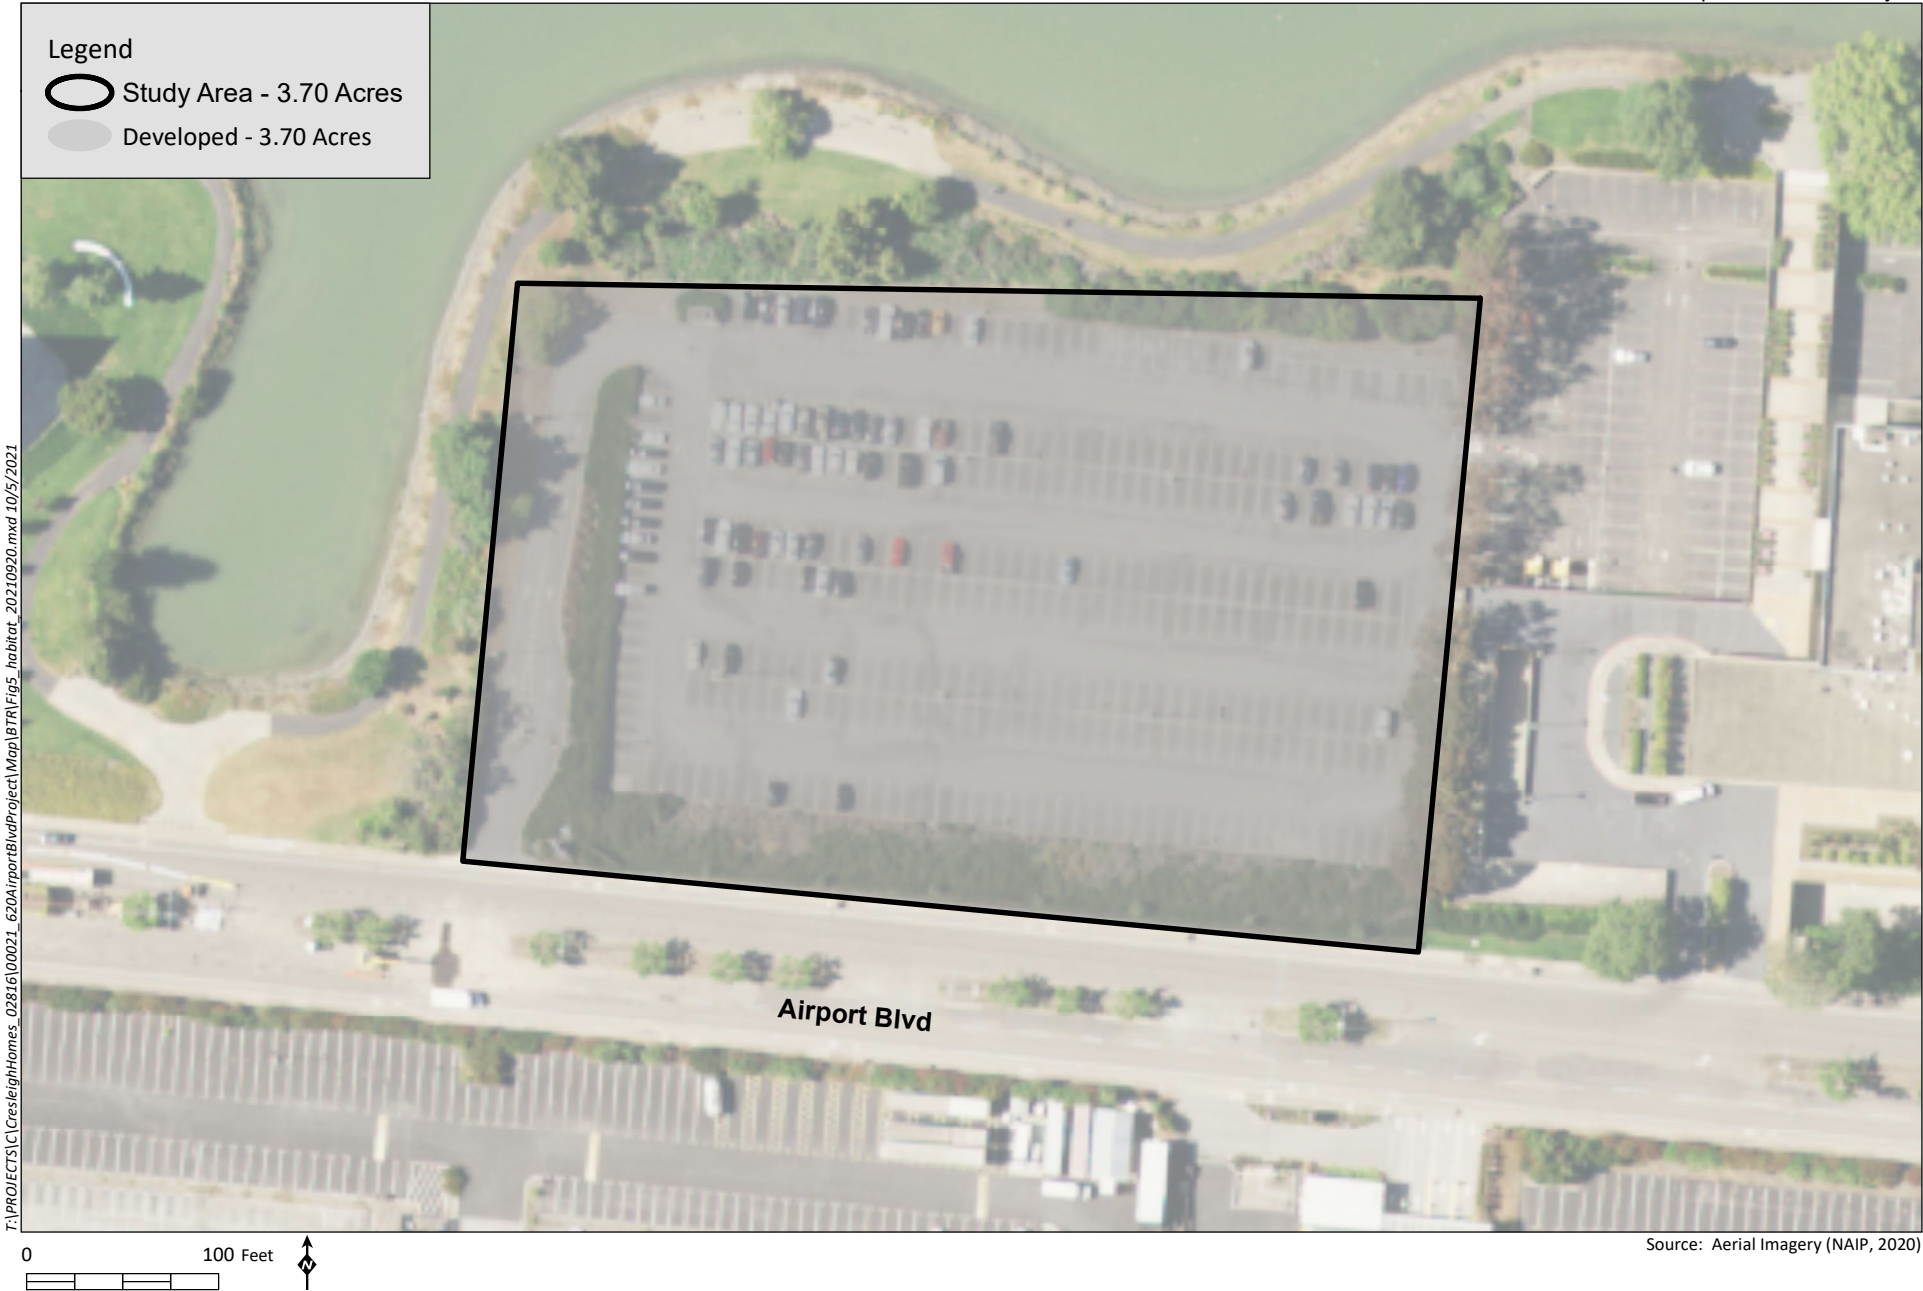 Legend
Study Area - 3.70 Acres
Developed - 3.70 Acres
T:\PROJECTS\C\CresleighHomes_02816\00021_620AirportBlvdProject\Map\BTR\Fig5_habitat_20210920.mxd 10/5/2021
Airport Blvd
0 100 Feet
N
Source: Aerial Imagery (NAIP, 2020)